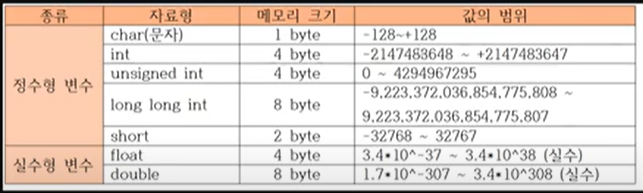 종류 자료형 메모리 크기 값의 범위
정수형 변수
char(문자) 1 byte -128~+128
int 4 byte -2147483648 ~ +2147483647
unsigned int 4 byte 0 ~ 4294967295
long long int 8 byte -9,223,372,036,854,775,808 ~
9,223,372,036,854,775,807
short 2 byte -32768 ~ 32767
실수형 변수
float 4 byte 3.4*10^-37 ~ 3.4*10^38 (실수)
double 8 byte 1.7*10^-307 ~ 3.4*10^308 (실수)